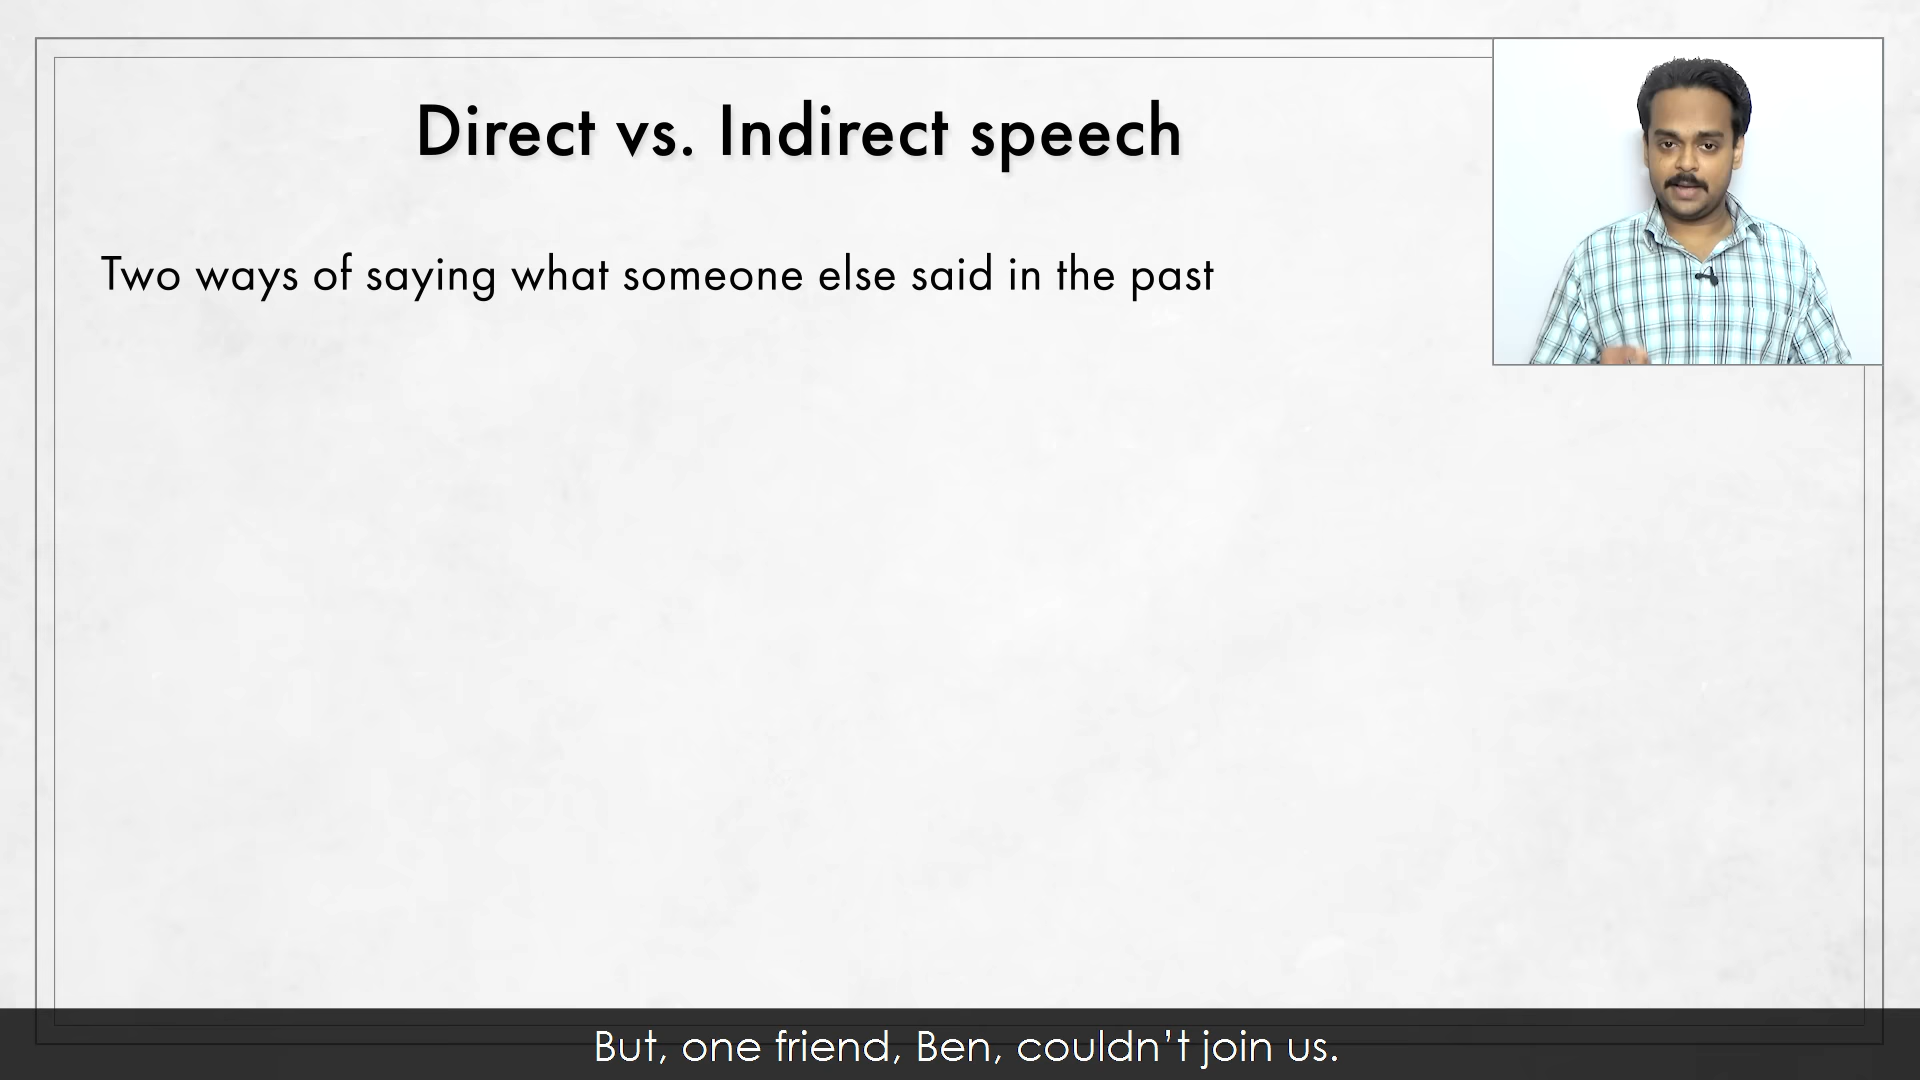 Direct vs. Indirect speech
Two ways of saying what someone else said in the past
But, one friend, Ben, couldn’t join us.